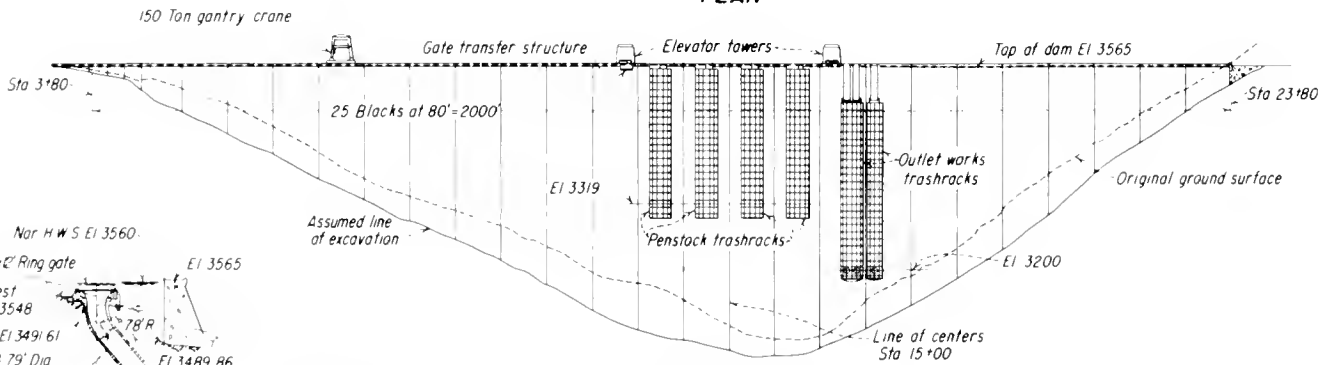 PLAN
150 Ton gantry crane
Gate transfer structure
Elevator towers
Top of dam El 3565
Sta 3+80
Sta 23+80
25 Blocks at 80'=2000'
El 3319
Outlet works
trashracks
Original ground surface
Assumed line
of excavation
Penstock trashracks
El 3200
Line of centers
Sta 15+00
Nor H W S El 3560
Ring gate
El 3565
3548
78' R
El 3491 61
79' Dia
El 3489 86